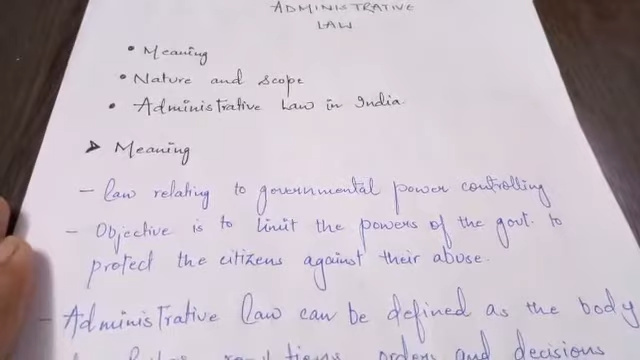 ADMINISTRATIVE
LAW
• Meaning
• Nature and scope
• Administrative Law in India
➤ Meaning
- Law relating to governmental power controlling
- Objective is to limit the powers of the govt. to
protect the citizens against their abuse.
- Administrative law can be defined as the body
orders and decisions